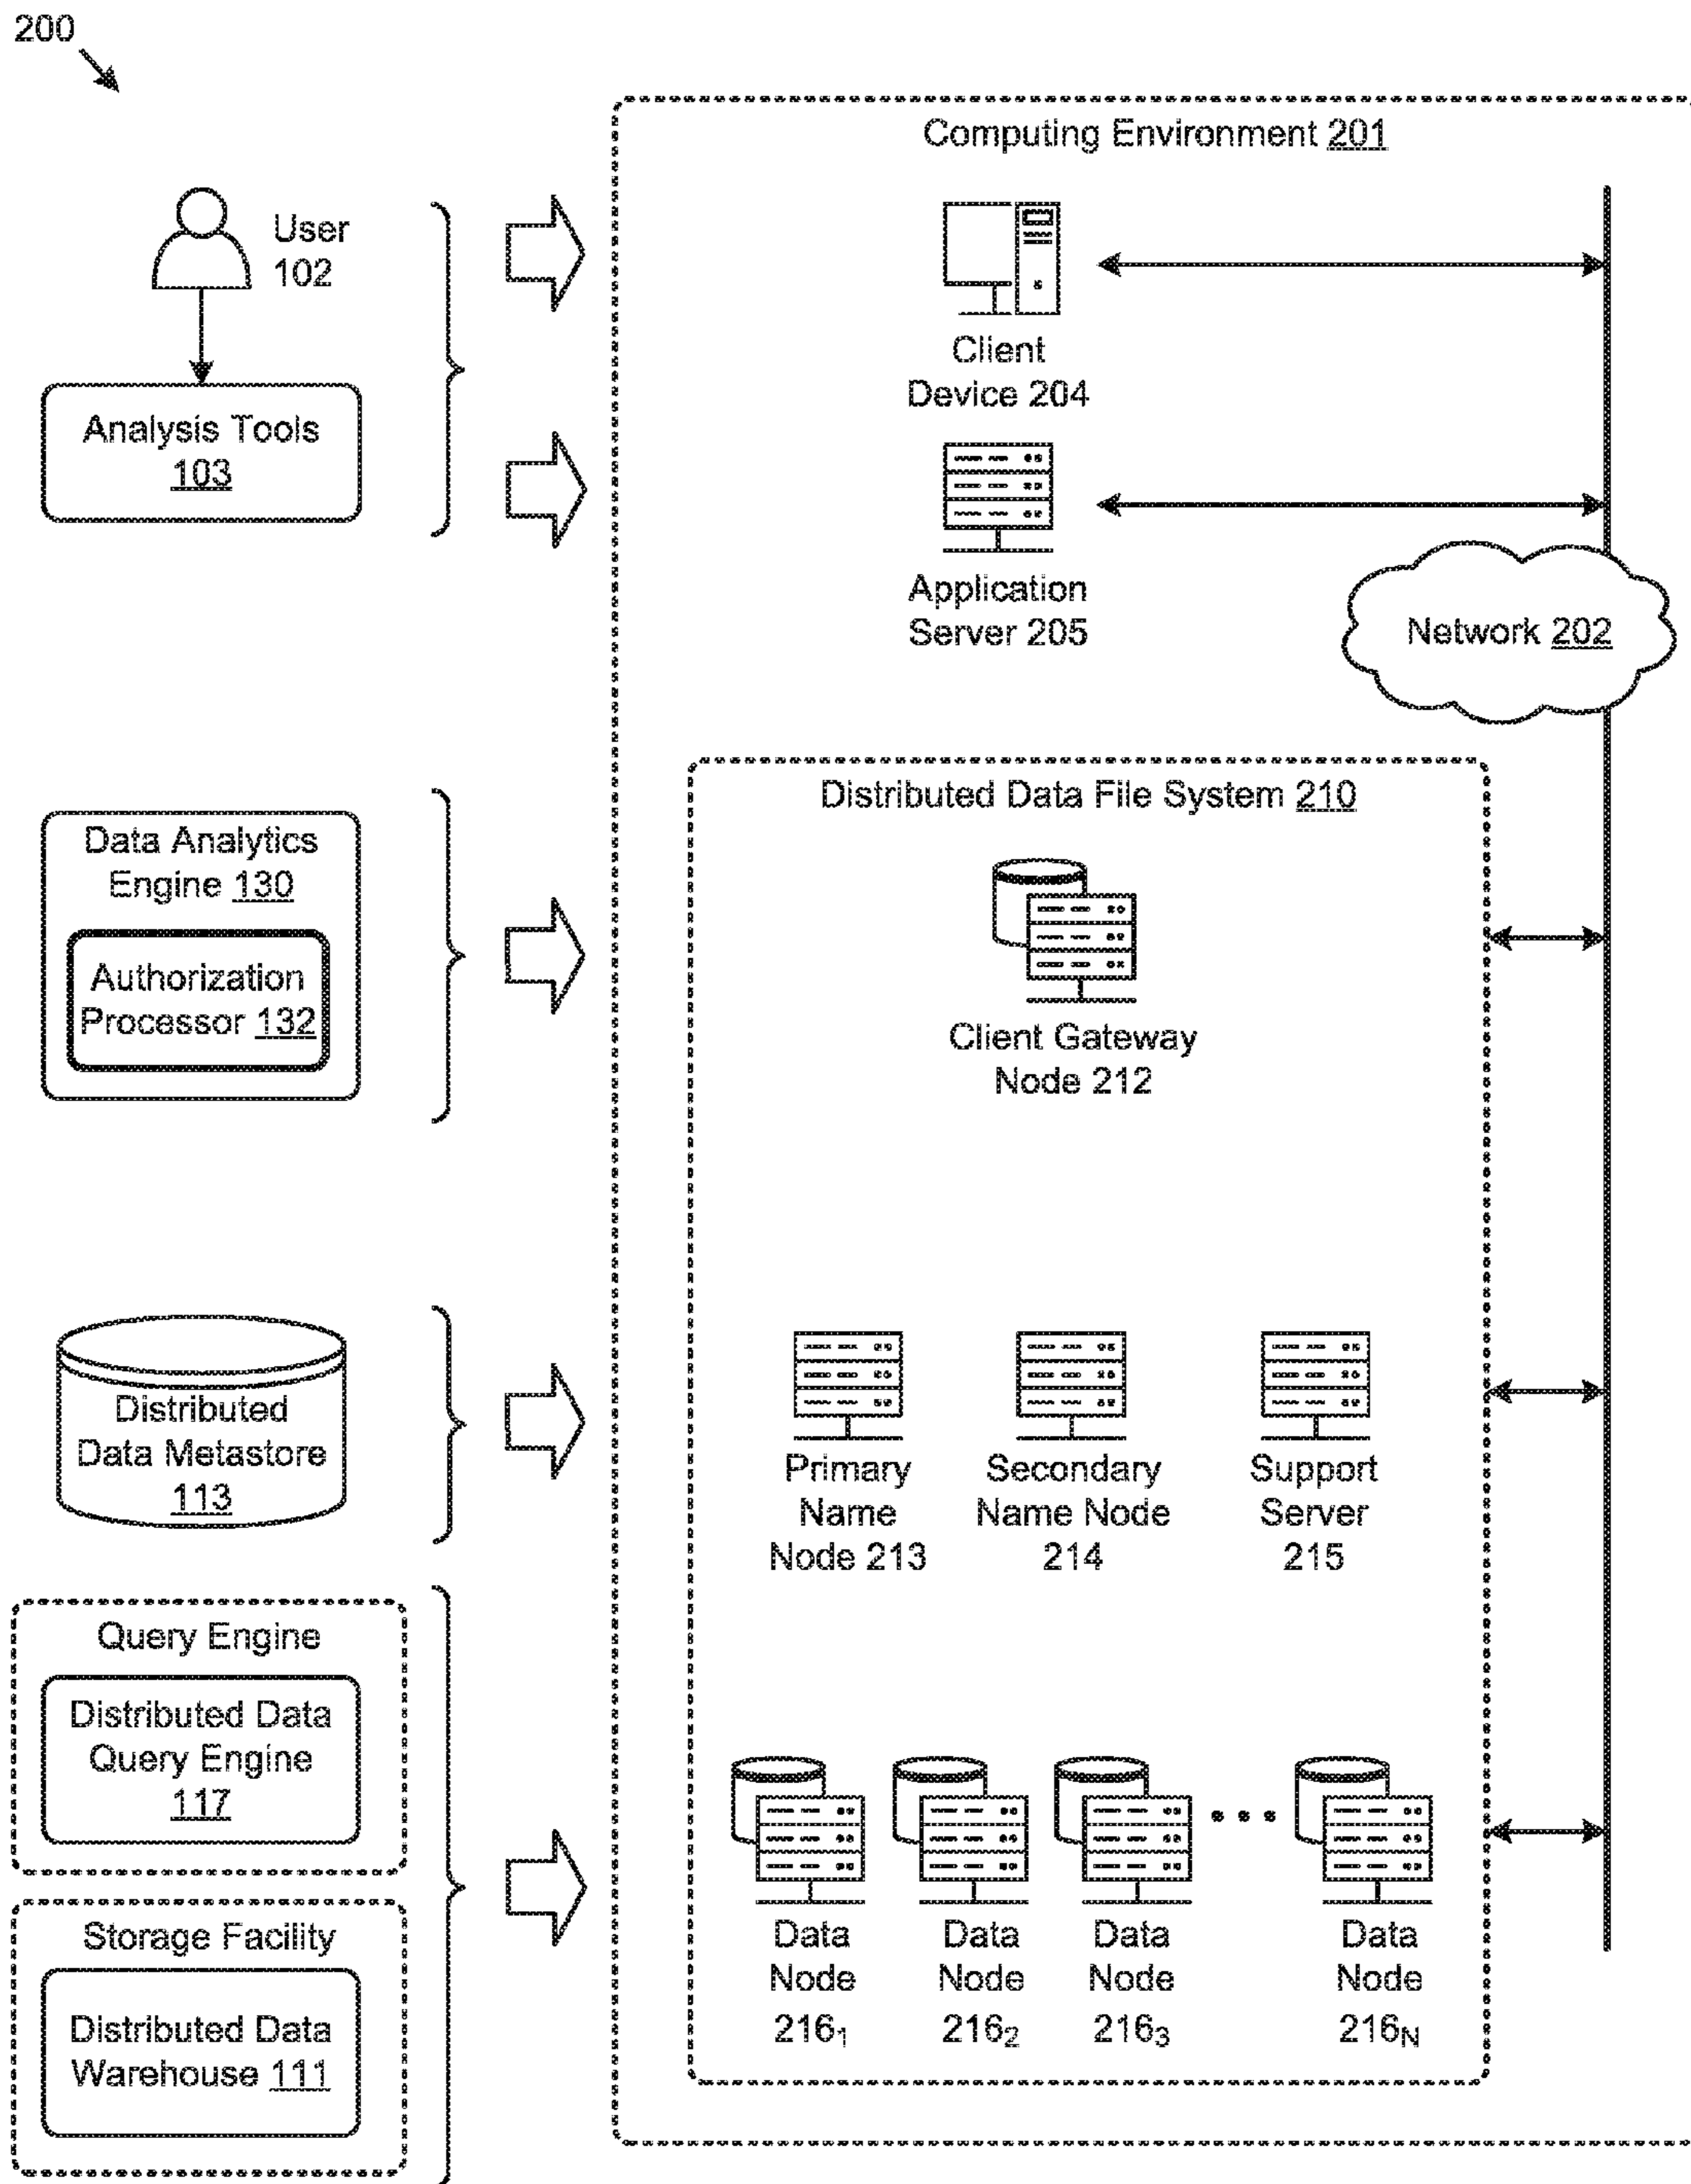 200
Computing Environment 201
User
102
Client
Device 204
Analysis Tools
103
Application
Server 205
Network 202
Distributed Data File System 210
Data Analytics
Engine 130
Authorization
Processor 132
Client Gateway
Node 212
Distributed
Data Metastore
113
Primary
Name
Node 213
Secondary
Name Node
214
Support
Server
215
Query Engine
Distributed Data
Query Engine
117
Storage Facility
Distributed Data
Warehouse 111
Data
Node
216₁
Data
Node
216₂
Data
Node
216₃
Data
Node
216N